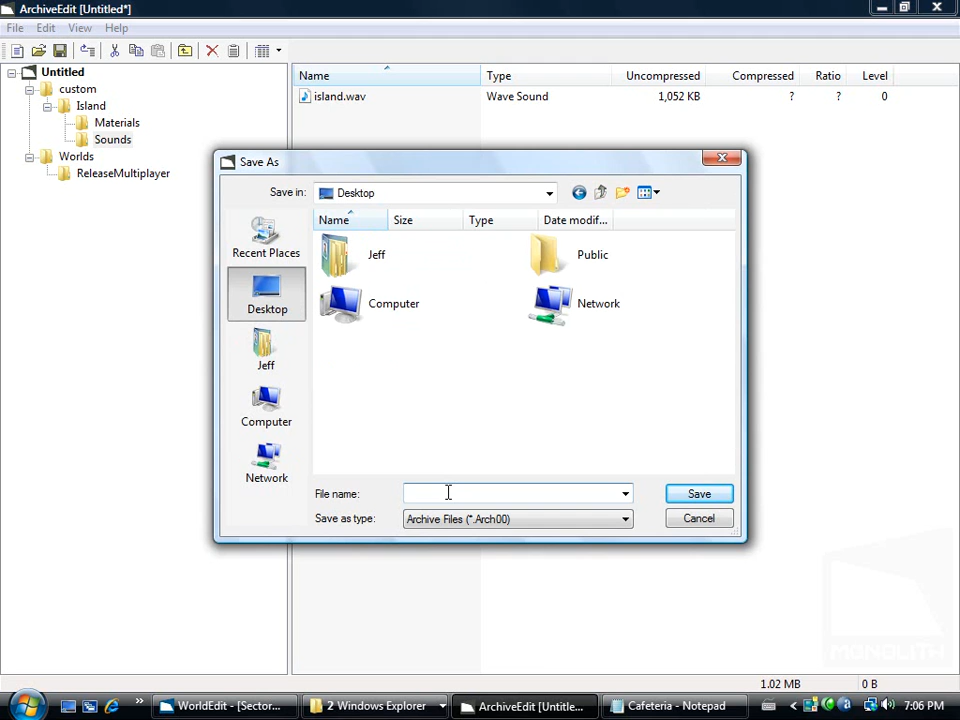 ArchiveEdit [Untitled*]
File Edit View Help
Untitled
custom
Island
Materials
Sounds
Worlds
ReleaseMultiplayer
Name Type Uncompressed Compressed Ratio Level
island.wav Wave Sound 1,052 KB ? ? 0
Save As
Save in: Desktop
Name Size Type Date modif...
Recent Places
Desktop
Jeff
Computer
Network
Jeff Public
Computer Network
File name:
Save
Save as type: Archive Files (*.Arch00)
Cancel
MONOLITH
1.02 MB 0 B
WorldEdit - [Sector... 2 Windows Explorer ArchiveEdit [Untitle... Cafeteria - Notepad 7:06 PM